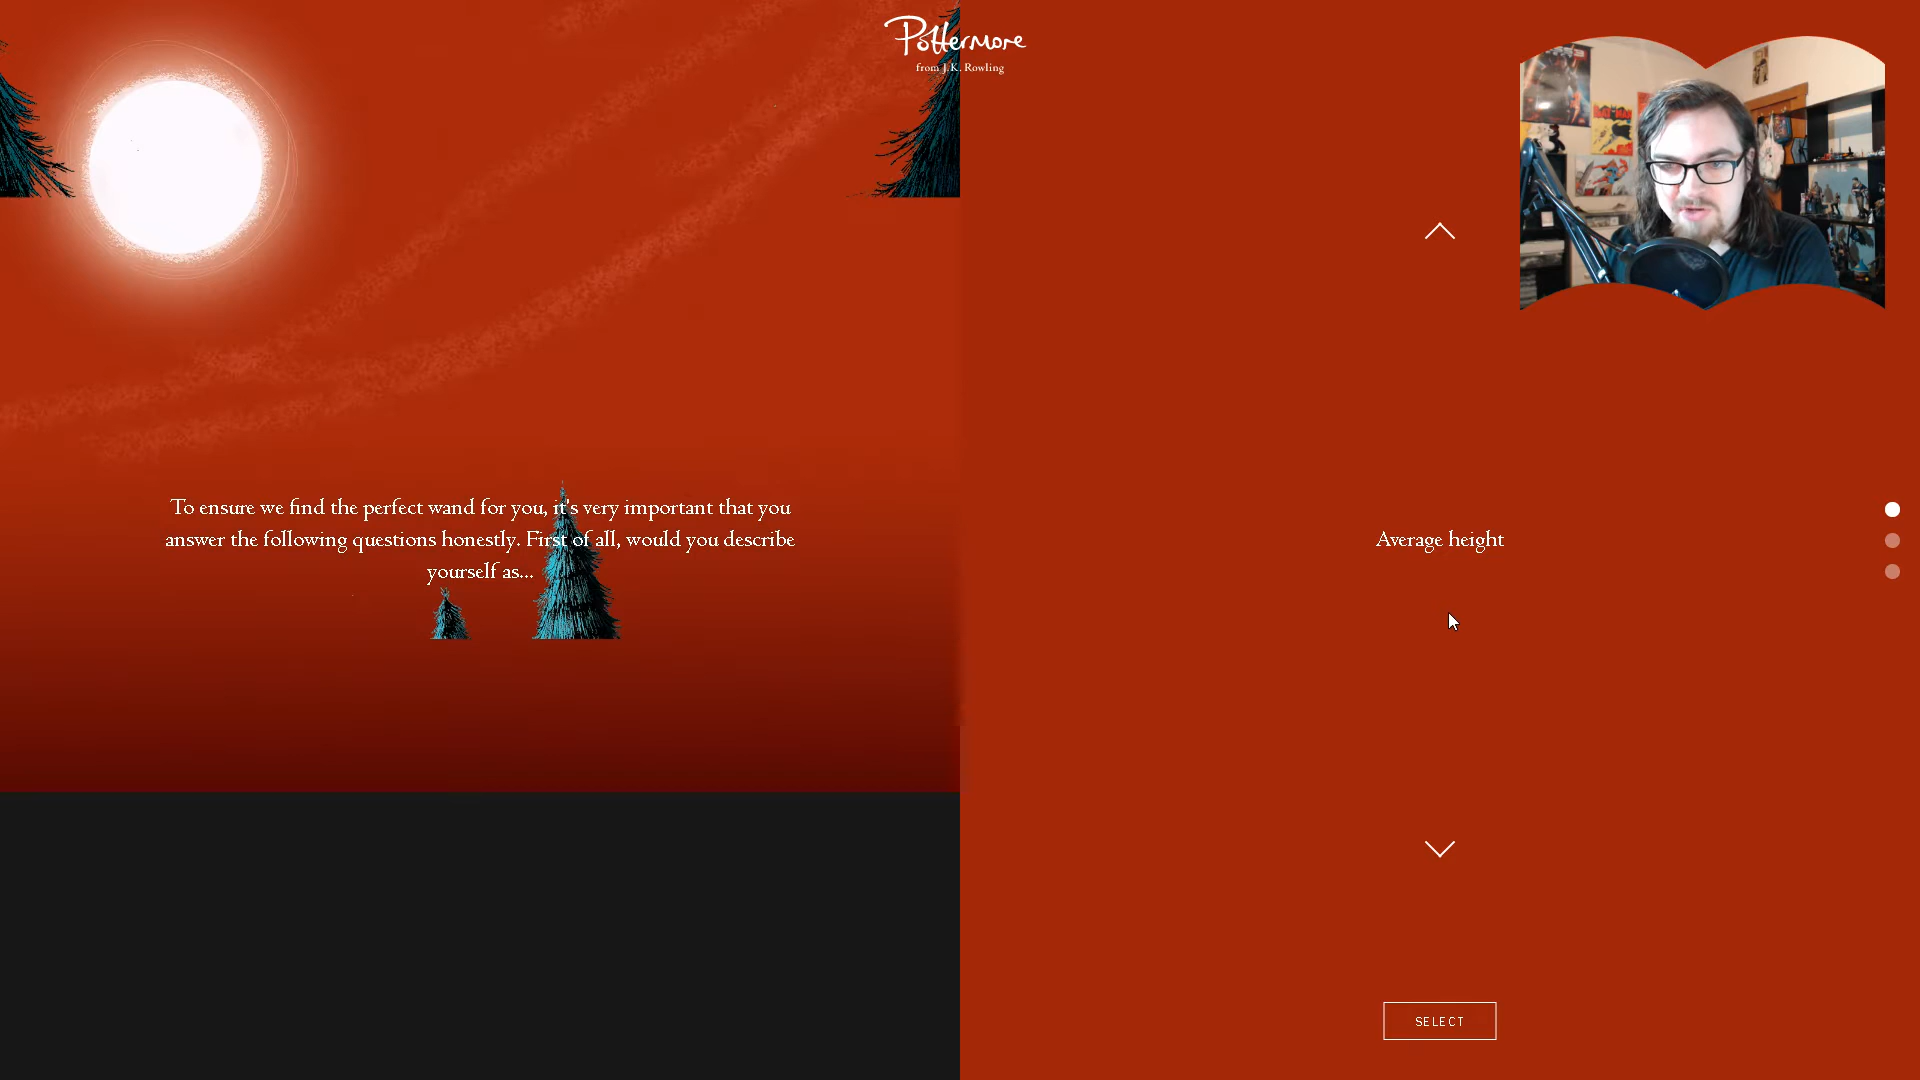 Pottermore
from J.K. Rowling
To ensure we find the perfect wand for you, it's very important that you
answer the following questions honestly. First of all, would you describe
yourself as...
Average height
SELECT